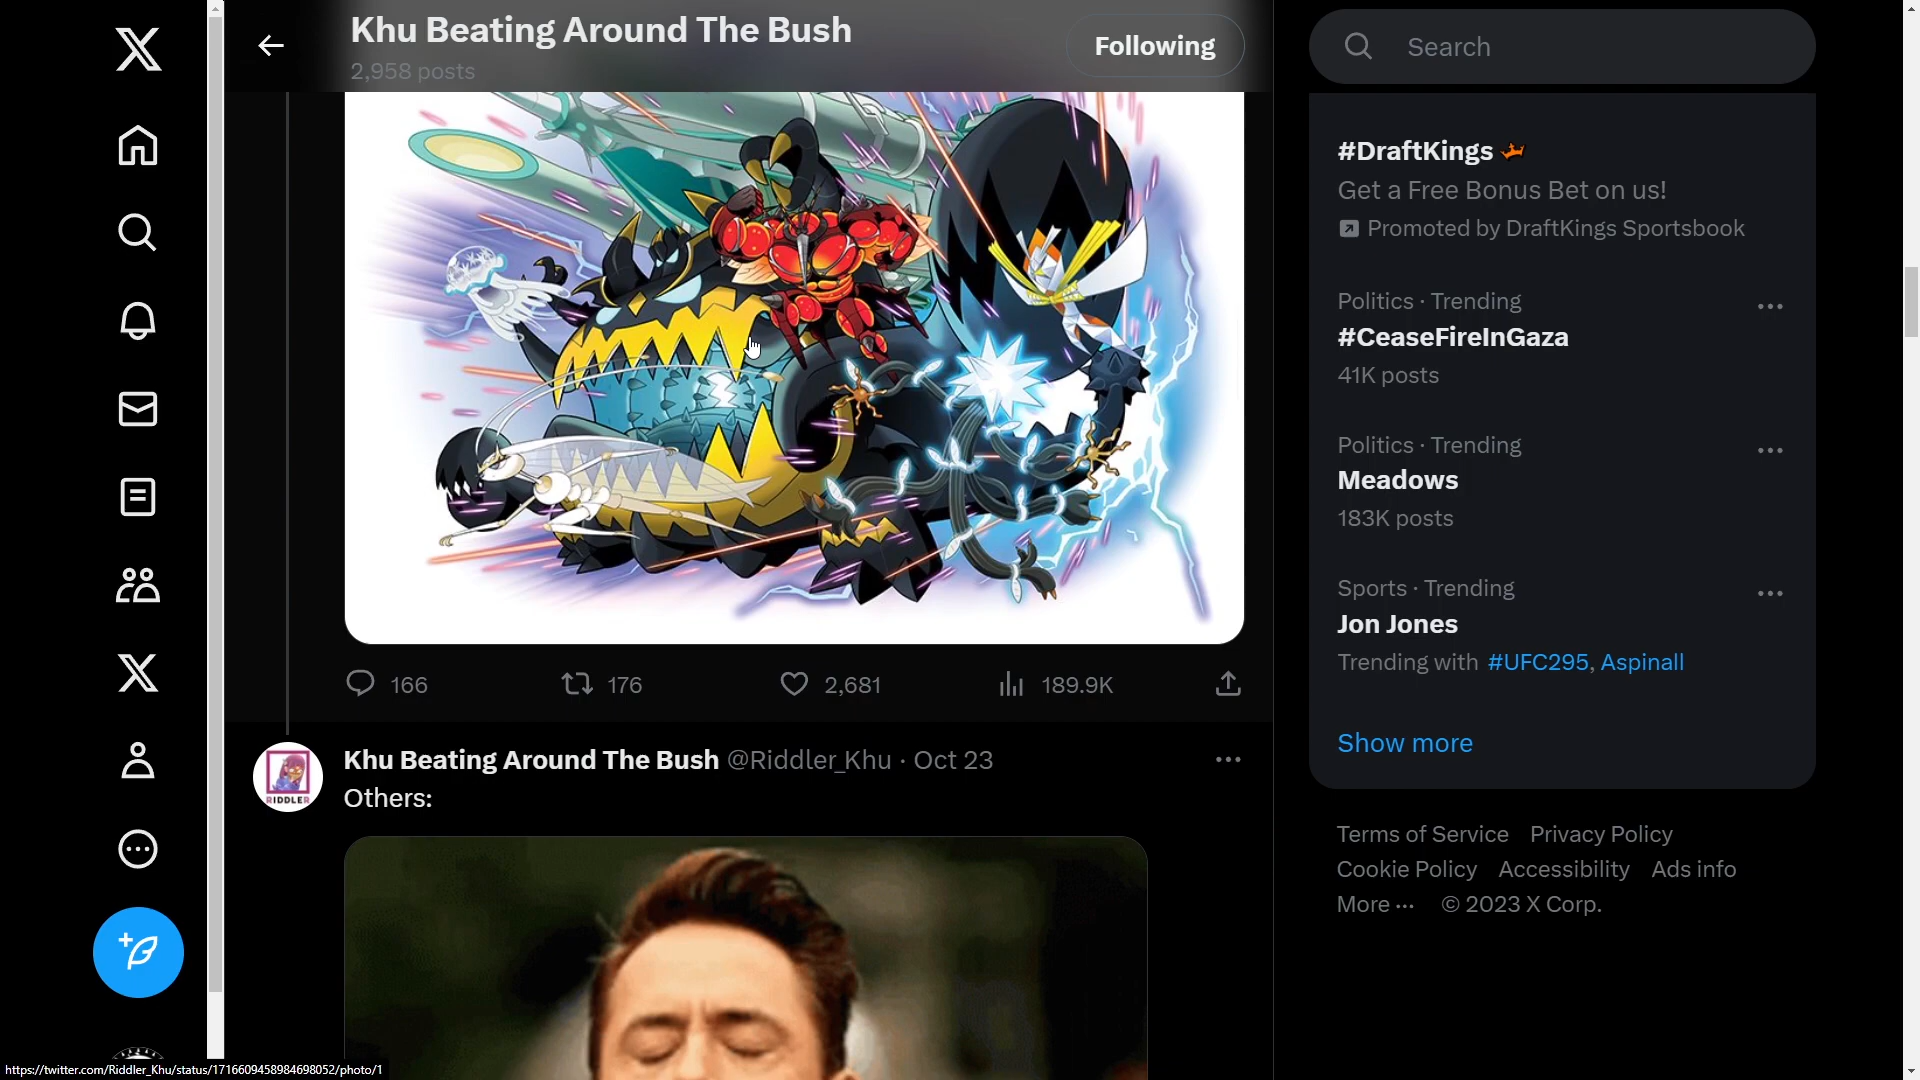 Khu Beating Around The Bush
2,958 posts
Following
166
176
2,681
189.9K
Khu Beating Around The Bush @Riddler_Khu · Oct 23
Others:
RIDDLER
Search
#DraftKings
Get a Free Bonus Bet on us!
Promoted by DraftKings Sportsbook
Politics · Trending
#CeaseFireInGaza
41K posts
Politics · Trending
Meadows
183K posts
Sports · Trending
Jon Jones
Trending with #UFC295, Aspinall
Show more
Terms of Service Privacy Policy
Cookie Policy Accessibility Ads info
More ··· © 2023 X Corp.
https://twitter.com/Riddler_Khu/status/1716609458984698052/photo/1